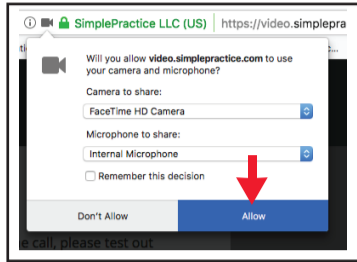 SimplePractice LLC (US) https://video.simplepra
Will you allow video.simplepractice.com to use
your camera and microphone?
Camera to share:
FaceTime HD Camera
Microphone to share:
Internal Microphone
Remember this decision
Don't Allow
Allow
e call, please test out